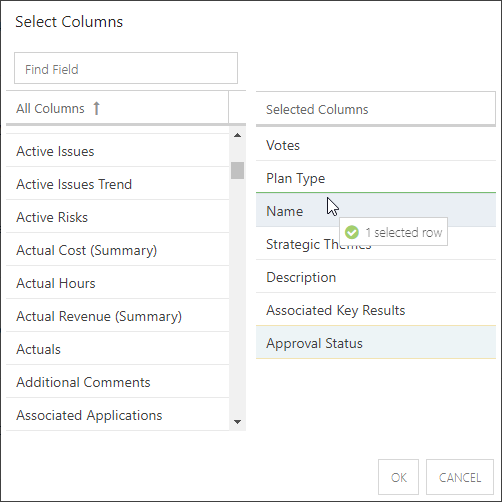 Select Columns
Find Field
All Columns
Active Issues
Active Issues Trend
Active Risks
Actual Cost (Summary)
Actual Hours
Actual Revenue (Summary)
Actuals
Additional Comments
Associated Applications
Selected Columns
Votes
Plan Type
Name
1 selected row
Strategic Themes
Description
Associated Key Results
Approval Status
OK
CANCEL